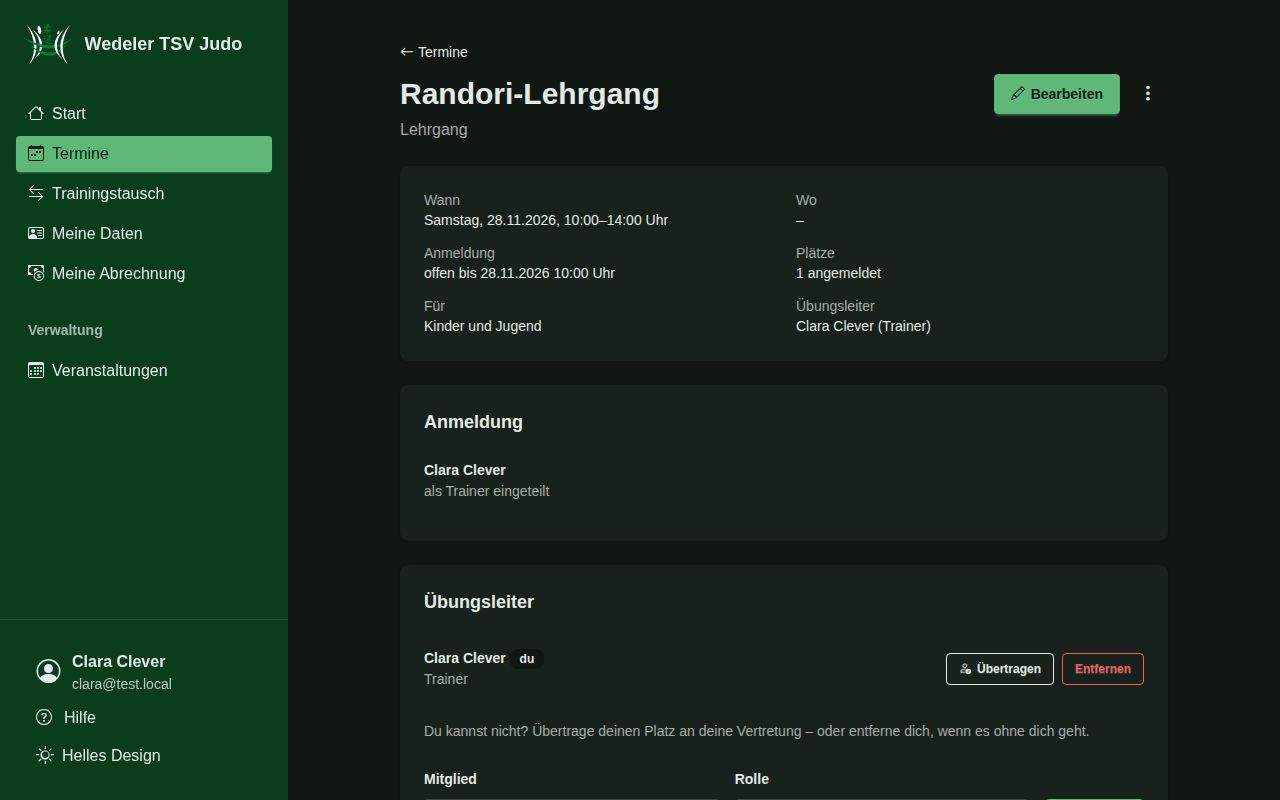 Wedeler TSV Judo
Start
Termine
Trainingstausch
Meine Daten
Meine Abrechnung
Verwaltung
Veranstaltungen
Clara Clever
clara@test.local
Hilfe
Helles Design
← Termine
Randori-Lehrgang
Bearbeiten
Lehrgang
Wann
Samstag, 28.11.2026, 10:00–14:00 Uhr
Wo
–
Anmeldung
offen bis 28.11.2026 10:00 Uhr
Plätze
1 angemeldet
Für
Kinder und Jugend
Übungsleiter
Clara Clever (Trainer)
Anmeldung
Clara Clever
als Trainer eingeteilt
Übungsleiter
Clara Clever du
Trainer
Übertragen
Entfernen
Du kannst nicht? Übertrage deinen Platz an deine Vertretung – oder entferne dich, wenn es ohne dich geht.
Mitglied
Rolle